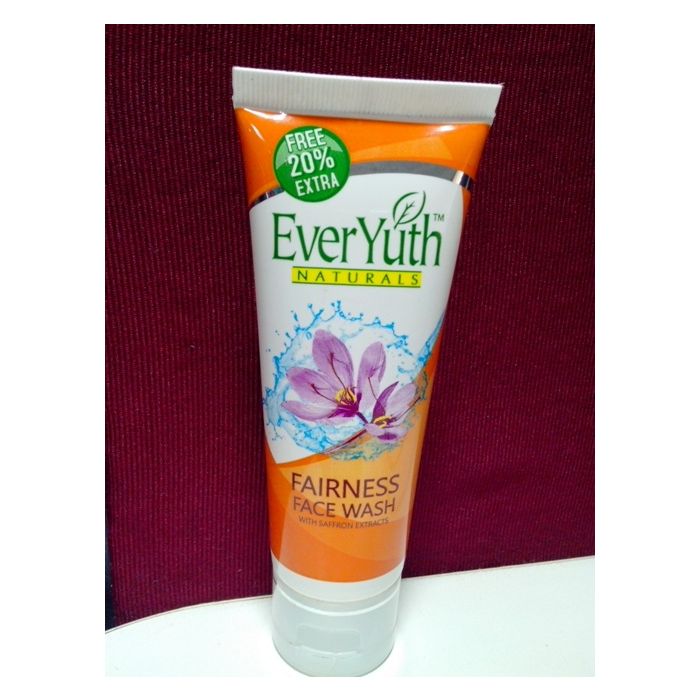 FREE
20%
EXTRA
EverYuth™
NATURALS
FAIRNESS
FACE WASH
WITH SAFFRON EXTRACTS